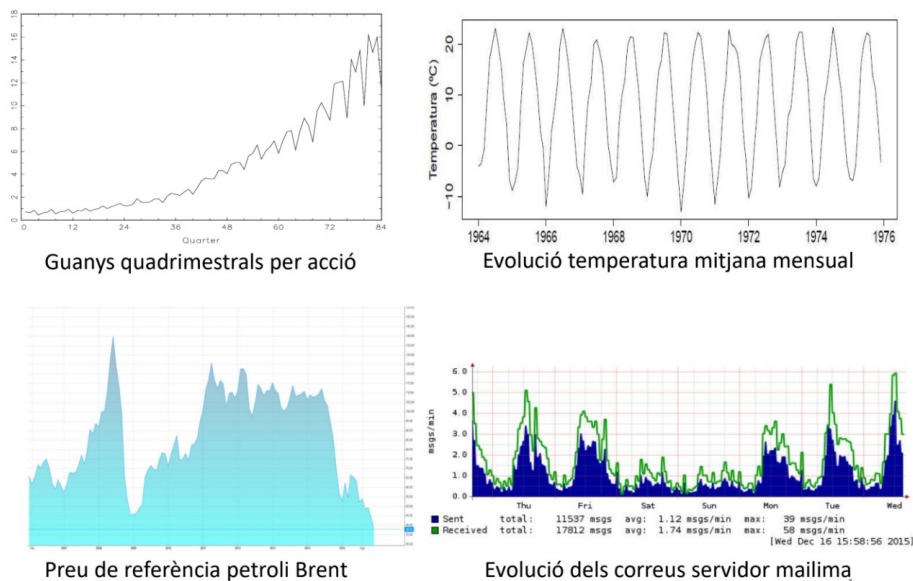 18
16
14
12
10
8
6
4
2
0
0 12 24 36 48 60 72 84
Quarter
Guanys quadrimestrals per acció
Temperatura (ºC)
20
10
0
−10
1964 1966 1968 1970 1972 1974 1976
Evolució temperatura mitjana mensual
Preu de referència petroli Brent
msgs/min
6.0
5.0
4.0
3.0
2.0
1.0
0.0
Thu Fri Sat Sun Mon Tue Wed
Sent total: 11537 msgs avg: 1.12 msgs/min max: 39 msgs/min
Received total: 17812 msgs avg: 1.74 msgs/min max: 58 msgs/min
[Wed Dec 16 15:58:56 2015]
Evolució dels correus servidor mailima